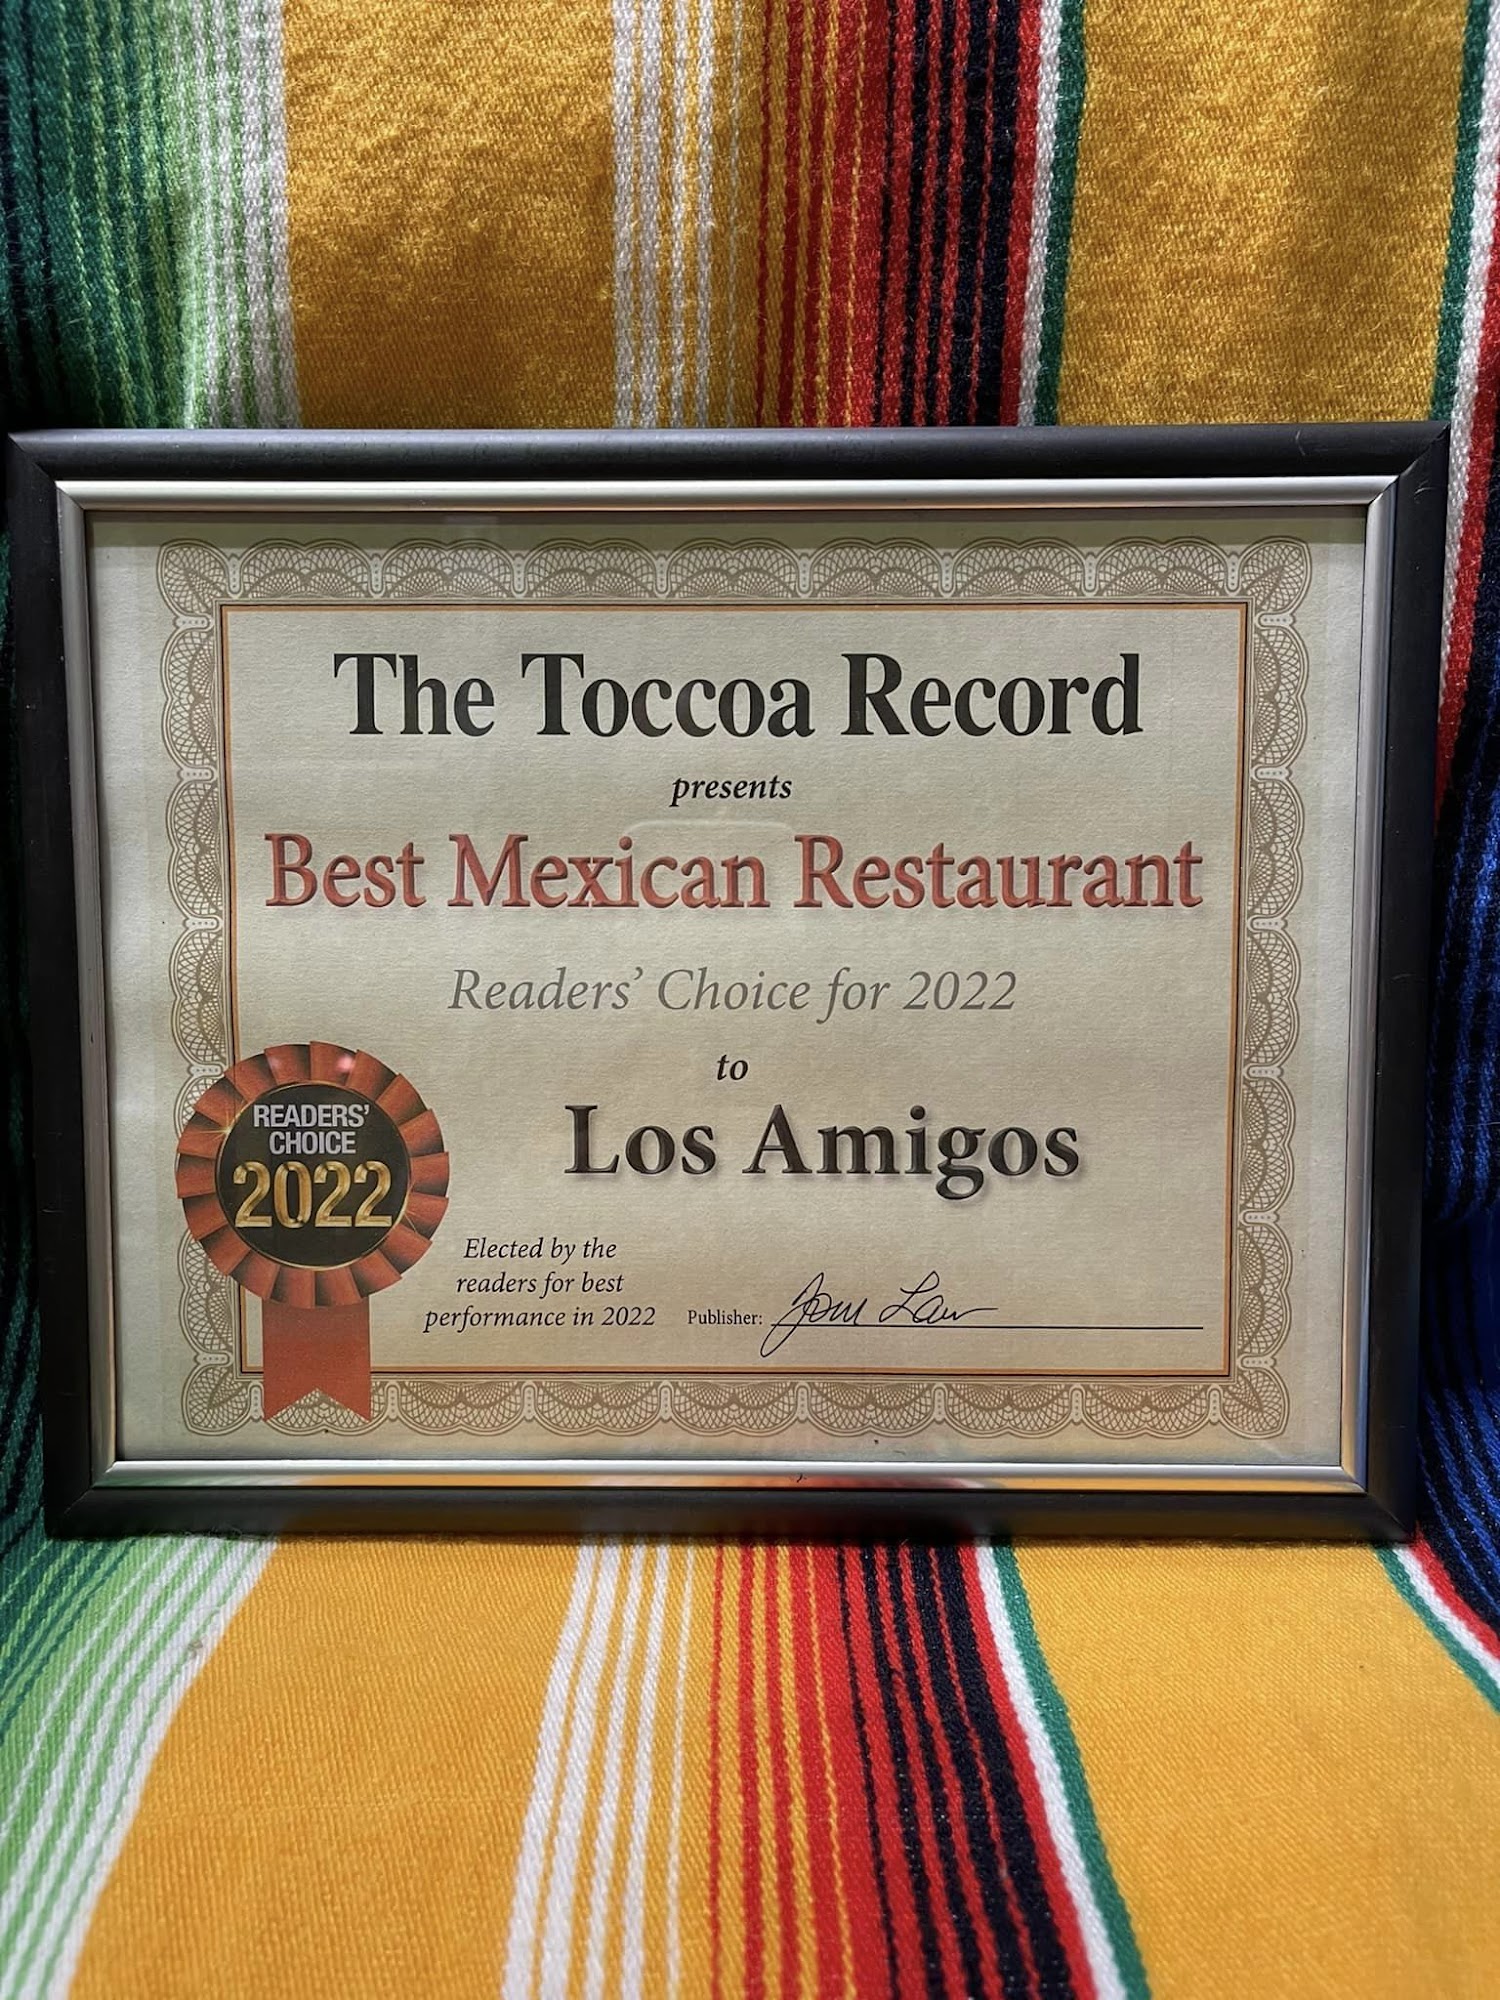 The Toccoa Record
presents
Best Mexican Restaurant
Readers’ Choice for 2022
to
Los Amigos
READERS’
CHOICE
2022
Elected by the
readers for best
performance in 2022
Publisher: